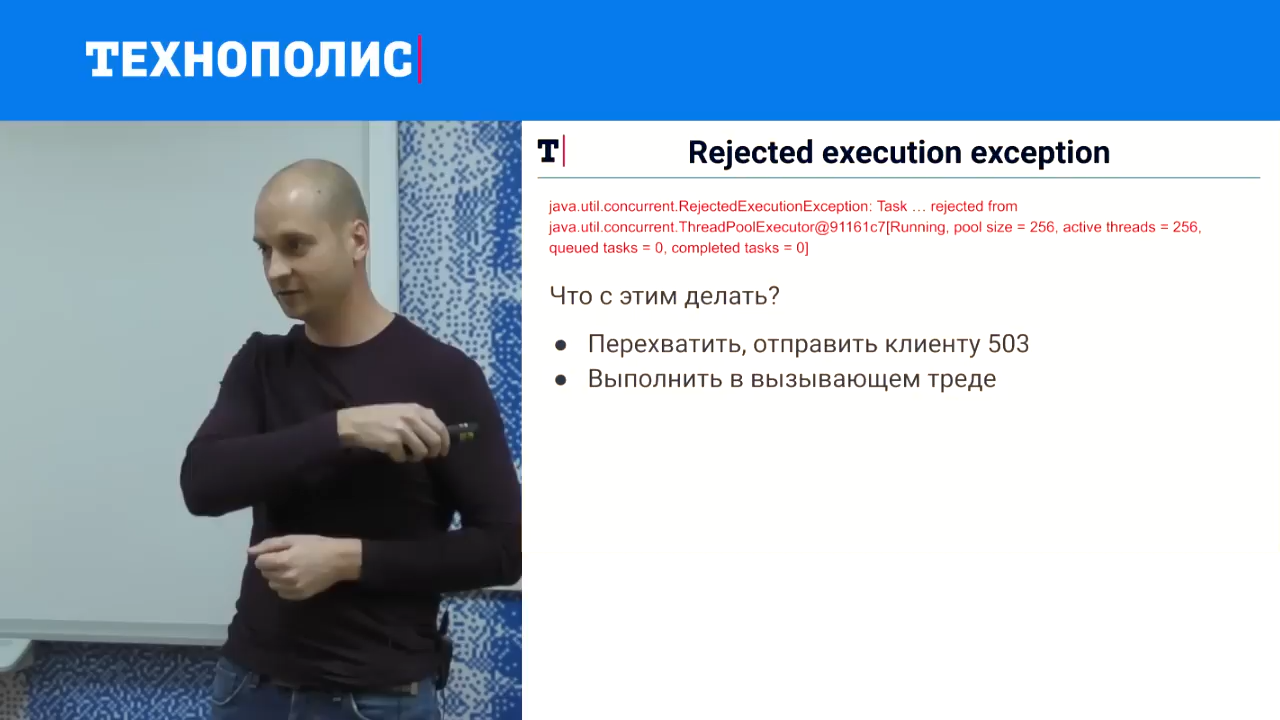 ТЕХНОПОЛИС
Т
Rejected execution exception
java.util.concurrent.RejectedExecutionException: Task … rejected from
java.util.concurrent.ThreadPoolExecutor@91161c7[Running, pool size = 256, active threads = 256,
queued tasks = 0, completed tasks = 0]
Что с этим делать?
● Перехватить, отправить клиенту 503
● Выполнить в вызывающем треде